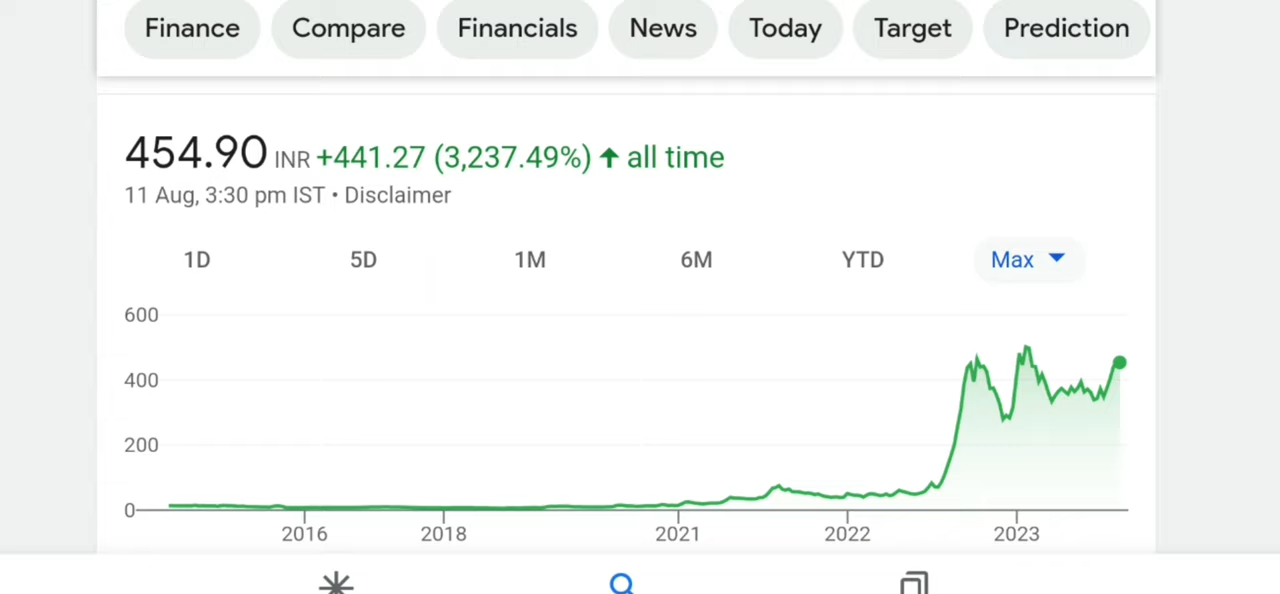 Finance Compare Financials News Today Target Prediction
454.90 INR +441.27 (3,237.49%) ↑ all time
11 Aug, 3:30 pm IST • Disclaimer
1D 5D 1M 6M YTD Max
600
400
200
0
2016 2018 2021 2022 2023